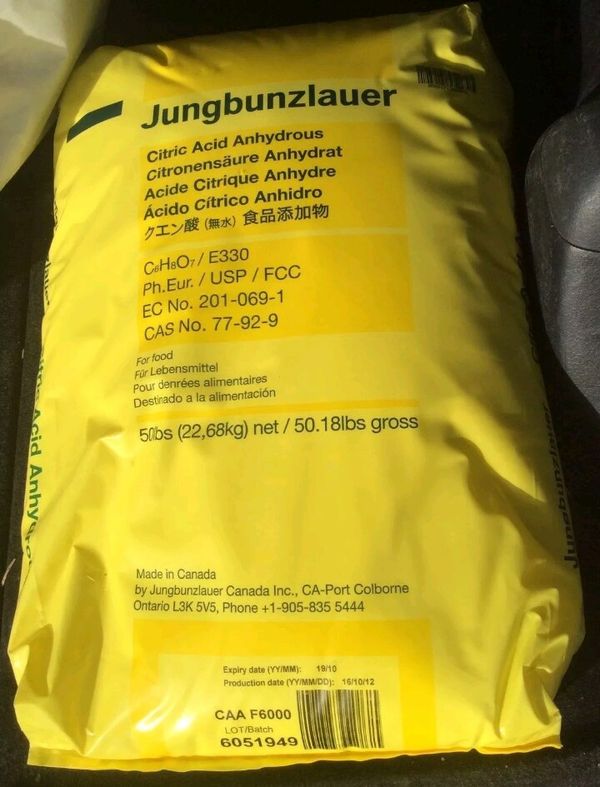 Jungbunzlauer
Citric Acid Anhydrous
Citronensäure Anhydrat
Acide Citrique Anhydre
Ácido Cítrico Anhidro
クエン酸 (無水) 食品添加物
C₆H₈O₇ / E330
Ph.Eur. / USP / FCC
EC No. 201-069-1
CAS No. 77-92-9
For food
Für Lebensmittel
Pour denrées alimentaires
Destinado a la alimentación
50lbs (22,68kg) net / 50.18lbs gross
Made in Canada
by Jungbunzlauer Canada Inc., CA-Port Colborne
Ontario L3K 5V5, Phone +1-905-835 5444
Expiry date (YY/MM): 19/10
Production date (YY/MM/DD): 16/10/12
CAA F6000
LOT/Batch
6051949
Acid Anhyd
Jungbunzlauer